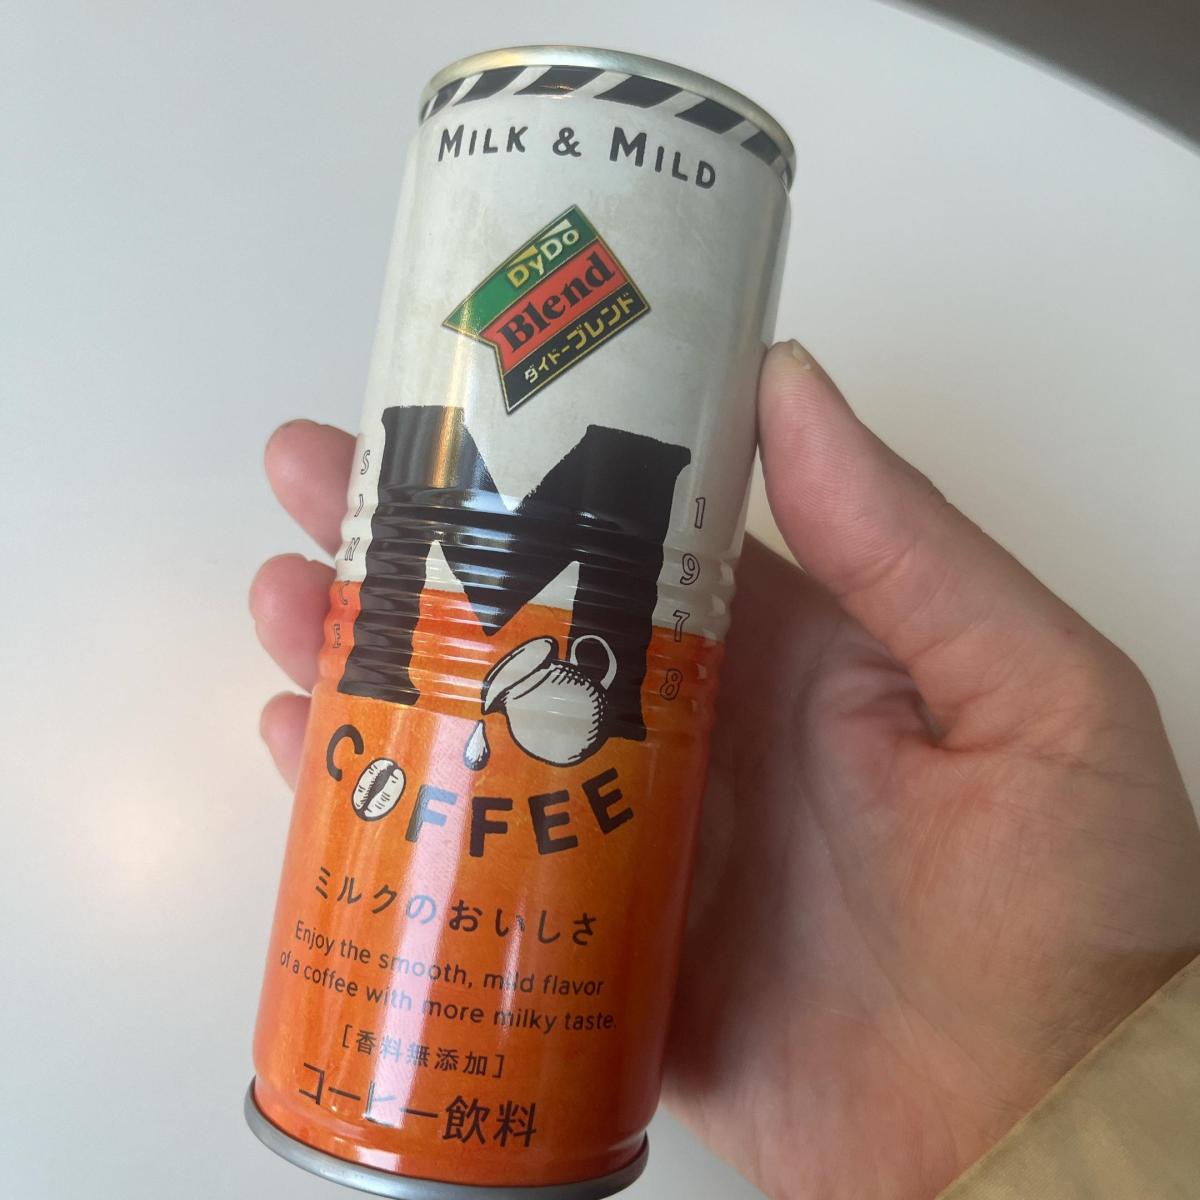 MILK & MILD
DyDo
Blend
ダイドーブレンド
M
SINCE
1978
COFFEE
ミルクのおいしさ
Enjoy the smooth, mild flavor
of a coffee with more milky taste.
[香料無添加]
コーヒー飲料